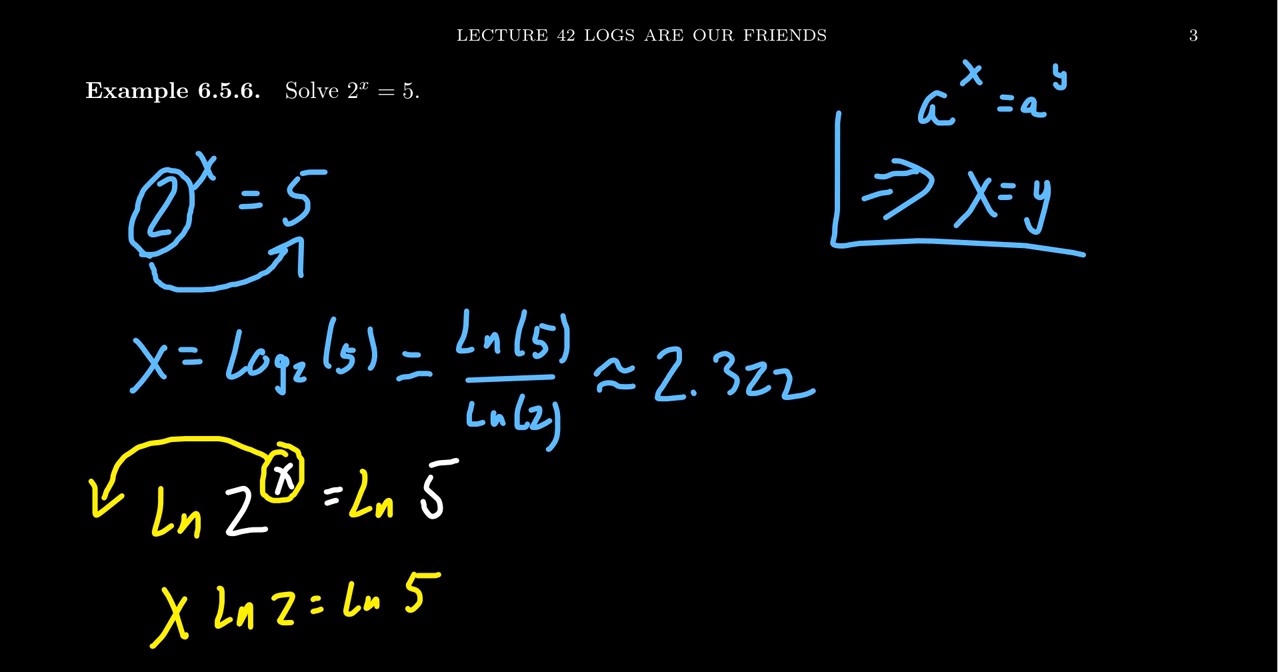 LECTURE 42 LOGS ARE OUR FRIENDS 3
Example 6.5.6. Solve 2^x = 5.
a^x = a^y
⇒ x = y
2^x = 5
x = log₂(5) = ln(5)/ln(2) ≈ 2.322
ln 2^x = ln 5
x ln 2 = ln 5